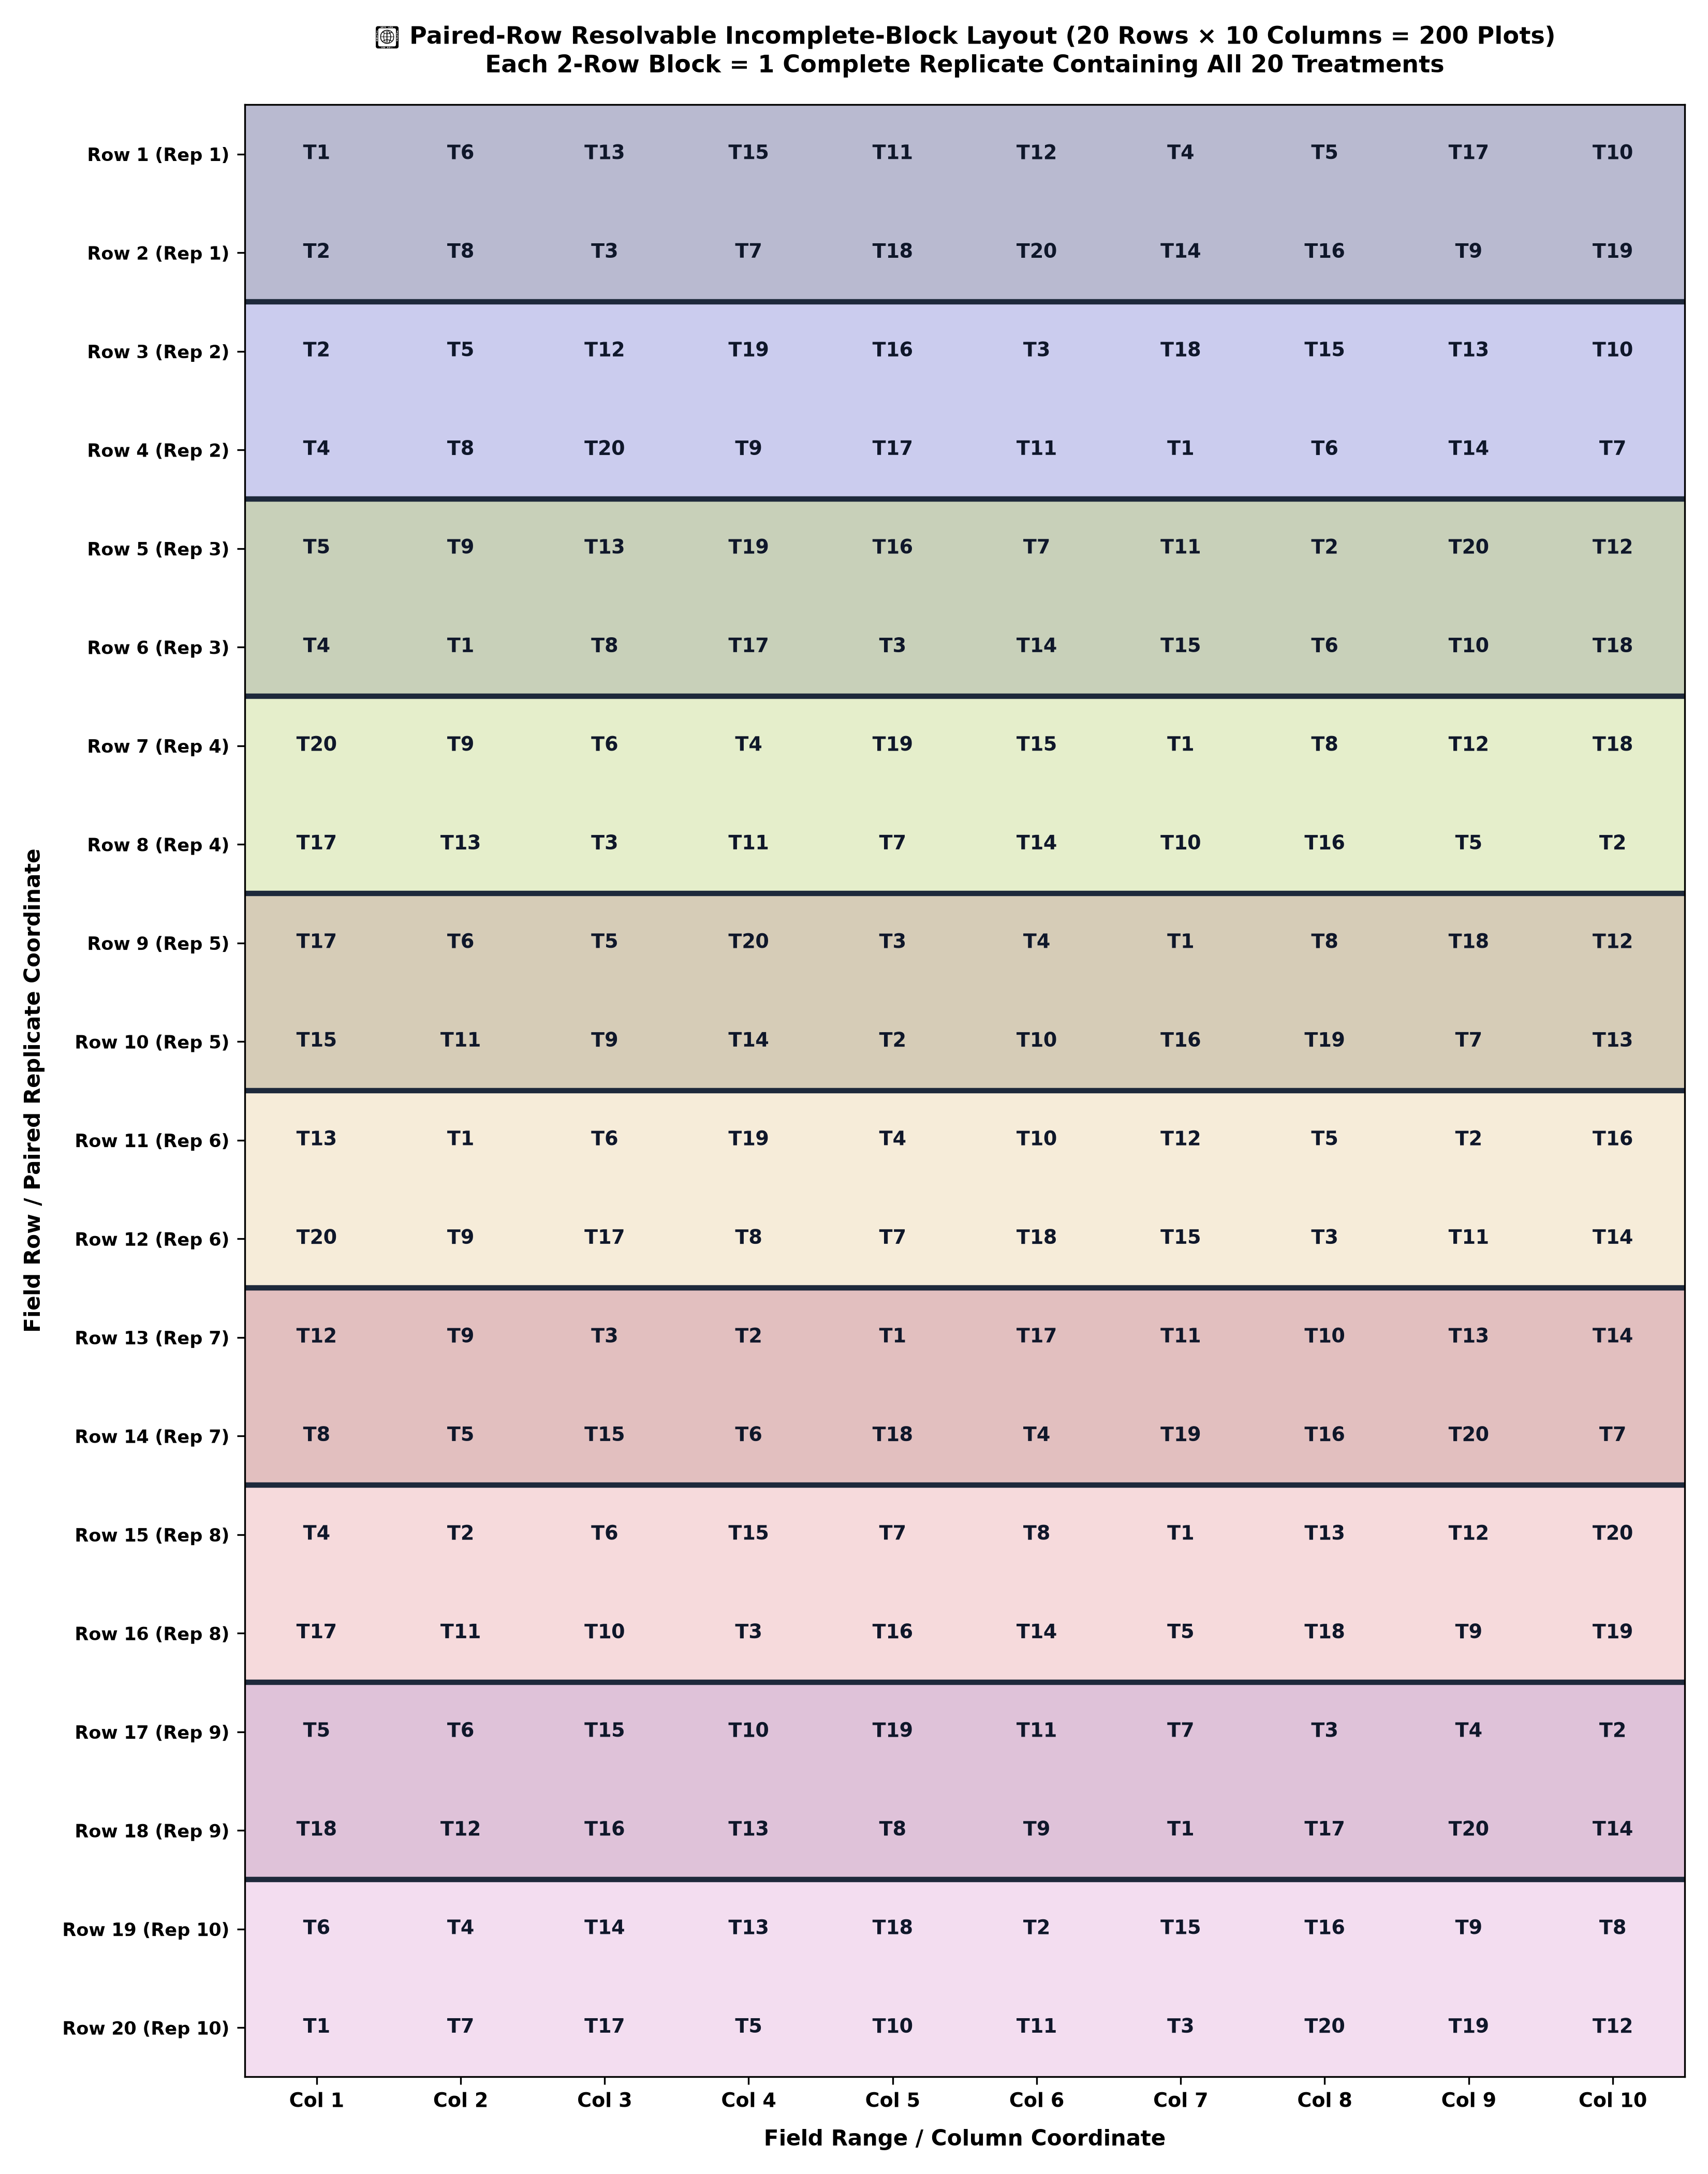 Paired-Row Resolvable Incomplete-Block Layout (20 Rows × 10 Columns = 200 Plots)
Each 2-Row Block = 1 Complete Replicate Containing All 20 Treatments
Field Row / Paired Replicate Coordinate
Row 1 (Rep 1) T1 T6 T13 T15 T11 T12 T4 T5 T17 T10
Row 2 (Rep 1) T2 T8 T3 T7 T18 T20 T14 T16 T9 T19
Row 3 (Rep 2) T2 T5 T12 T19 T16 T3 T18 T15 T13 T10
Row 4 (Rep 2) T4 T8 T20 T9 T17 T11 T1 T6 T14 T7
Row 5 (Rep 3) T5 T9 T13 T19 T16 T7 T11 T2 T20 T12
Row 6 (Rep 3) T4 T1 T8 T17 T3 T14 T15 T6 T10 T18
Row 7 (Rep 4) T20 T9 T6 T4 T19 T15 T1 T8 T12 T18
Row 8 (Rep 4) T17 T13 T3 T11 T7 T14 T10 T16 T5 T2
Row 9 (Rep 5) T17 T6 T5 T20 T3 T4 T1 T8 T18 T12
Row 10 (Rep 5) T15 T11 T9 T14 T2 T10 T16 T19 T7 T13
Row 11 (Rep 6) T13 T1 T6 T19 T4 T10 T12 T5 T2 T16
Row 12 (Rep 6) T20 T9 T17 T8 T7 T18 T15 T3 T11 T14
Row 13 (Rep 7) T12 T9 T3 T2 T1 T17 T11 T10 T13 T14
Row 14 (Rep 7) T8 T5 T15 T6 T18 T4 T19 T16 T20 T7
Row 15 (Rep 8) T4 T2 T6 T15 T7 T8 T1 T13 T12 T20
Row 16 (Rep 8) T17 T11 T10 T3 T16 T14 T5 T18 T9 T19
Row 17 (Rep 9) T5 T6 T15 T10 T19 T11 T7 T3 T4 T2
Row 18 (Rep 9) T18 T12 T16 T13 T8 T9 T1 T17 T20 T14
Row 19 (Rep 10) T6 T4 T14 T13 T18 T2 T15 T16 T9 T8
Row 20 (Rep 10) T1 T7 T17 T5 T10 T11 T3 T20 T19 T12
Col 1 Col 2 Col 3 Col 4 Col 5 Col 6 Col 7 Col 8 Col 9 Col 10
Field Range / Column Coordinate